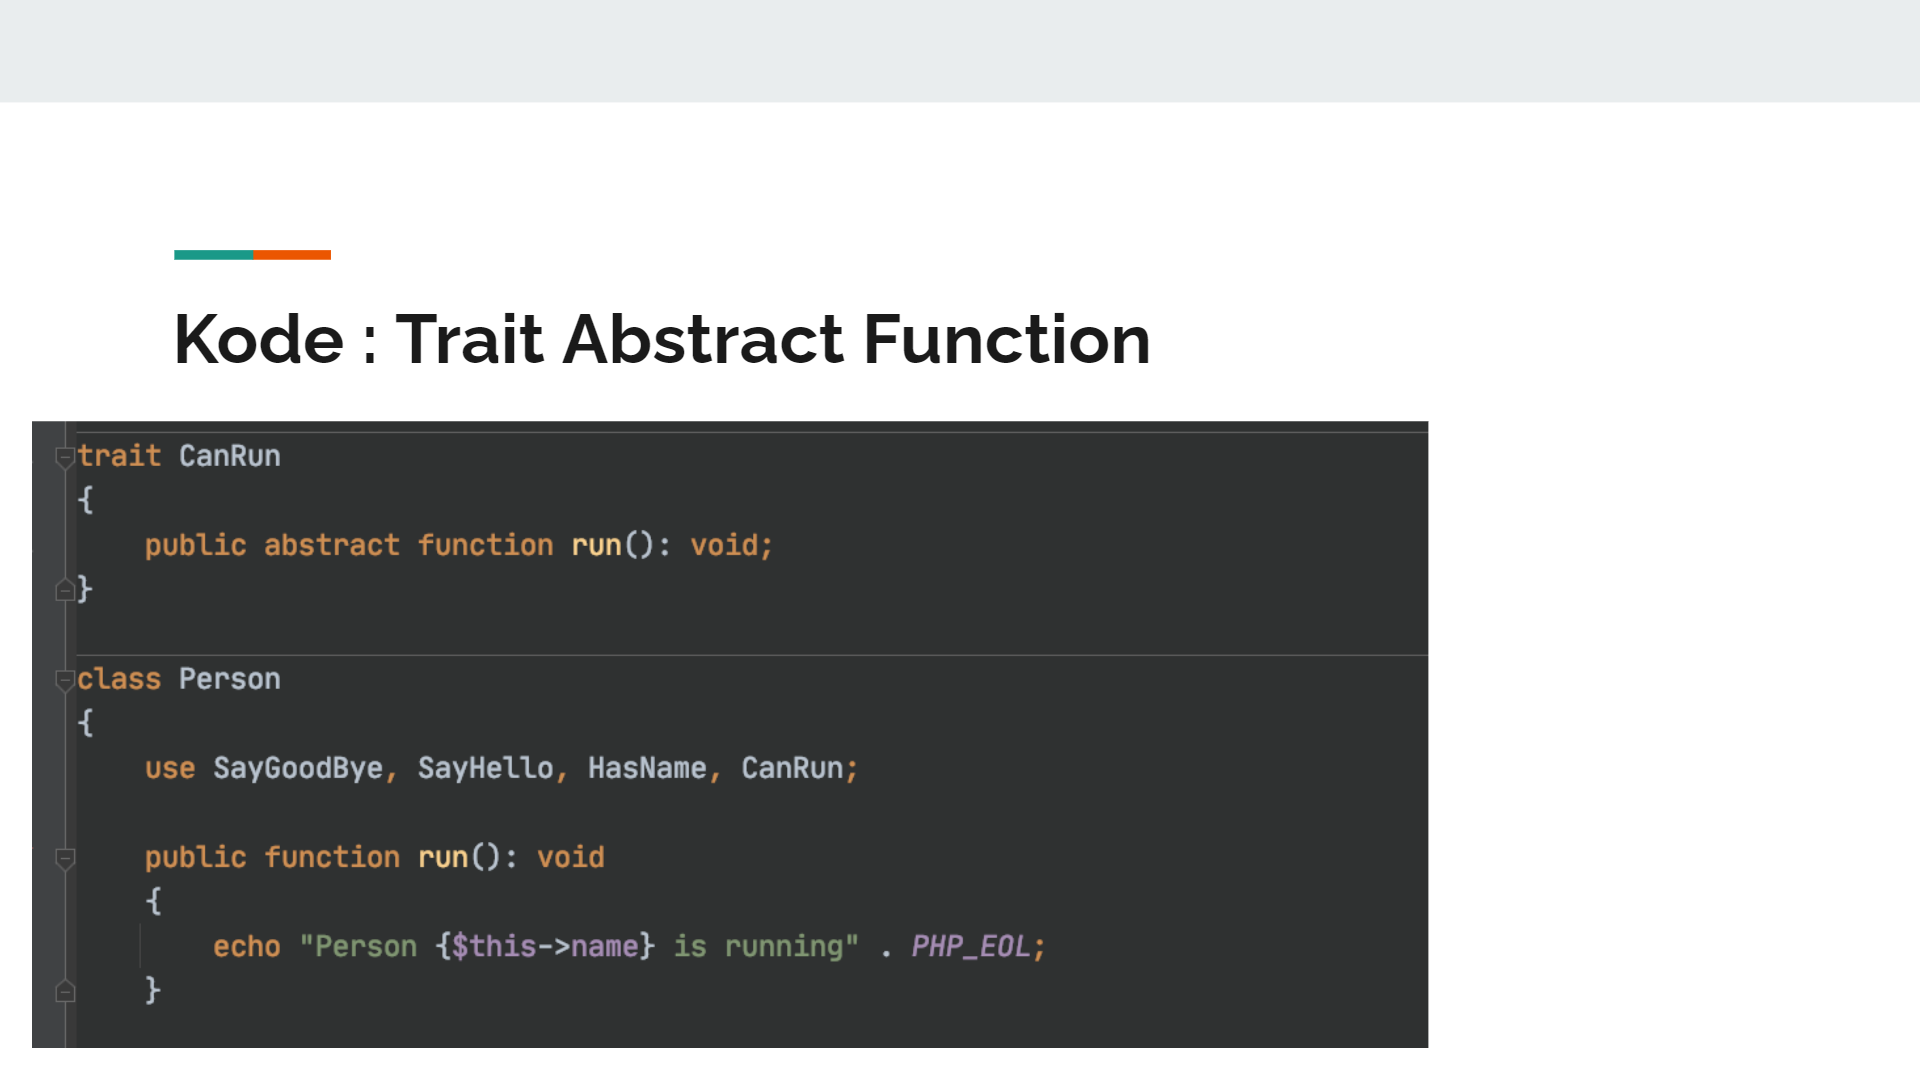 Kode : Trait Abstract Function
trait CanRun
{
    public abstract function run(): void;
}
class Person
{
    use SayGoodBye, SayHello, HasName, CanRun;
    public function run(): void
    {
        echo "Person {$this->name} is running" . PHP_EOL;
    }